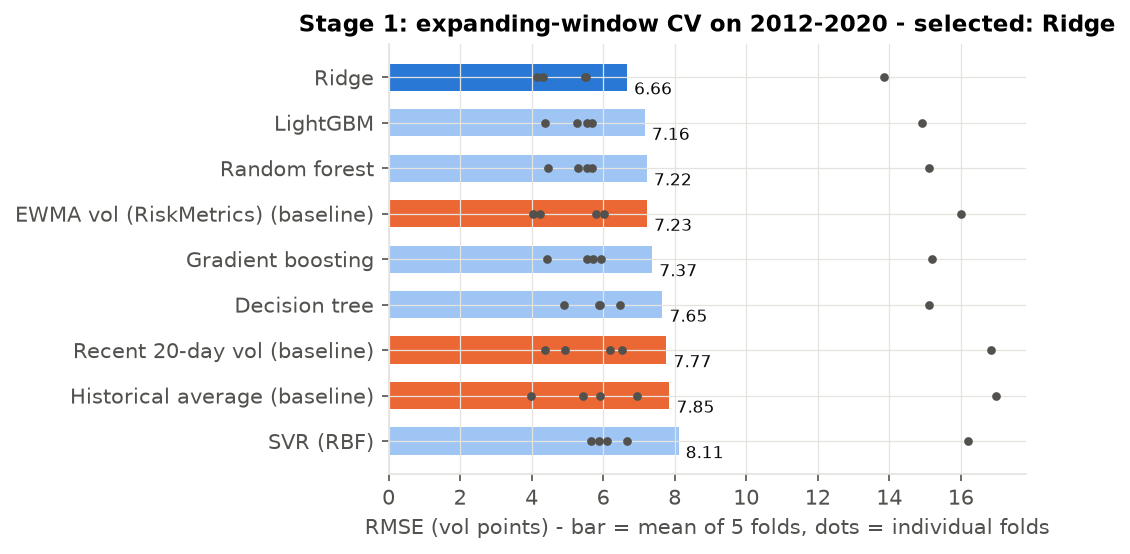 Stage 1: expanding-window CV on 2012-2020 - selected: Ridge
Ridge
6.66
LightGBM
7.16
Random forest
7.22
EWMA vol (RiskMetrics) (baseline)
7.23
Gradient boosting
7.37
Decision tree
7.65
Recent 20-day vol (baseline)
7.77
Historical average (baseline)
7.85
SVR (RBF)
8.11
0 2 4 6 8 10 12 14 16
RMSE (vol points) - bar = mean of 5 folds, dots = individual folds